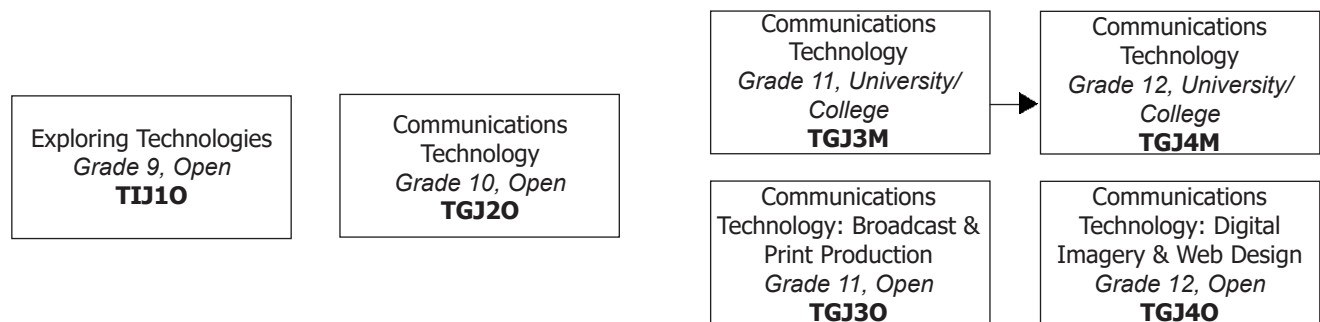 Exploring Technologies
Grade 9, Open
TIJ1O
Communications
Technology
Grade 10, Open
TGJ2O
Communications
Technology
Grade 11, University/
College
TGJ3M
Communications
Technology
Grade 12, University/
College
TGJ4M
Communications
Technology: Broadcast &
Print Production
Grade 11, Open
TGJ3O
Communications
Technology: Digital
Imagery & Web Design
Grade 12, Open
TGJ4O